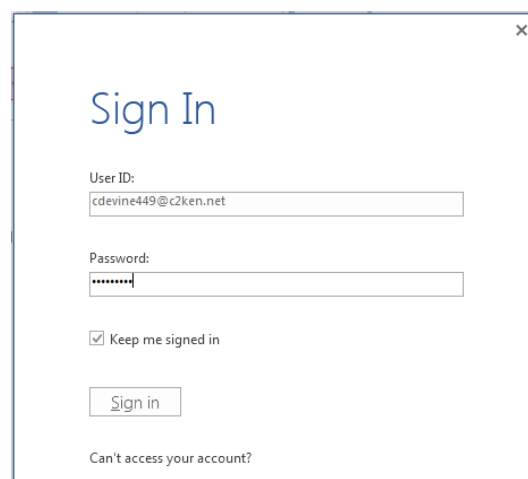 Sign In
User ID:
cdevine449@c2ken.net
Password:
•••••••••
Keep me signed in
Sign in
Can't access your account?